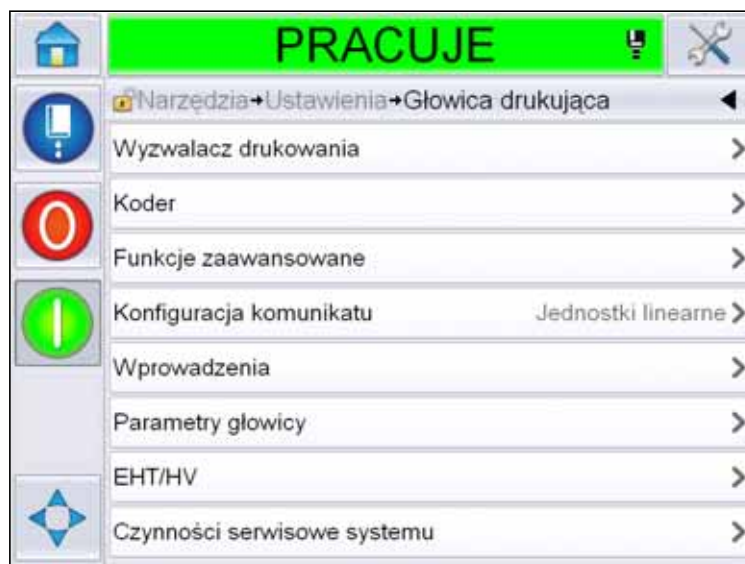 PRACUJE
Narzędzia→Ustawienia→Głowica drukująca
Wyzwalacz drukowania
Koder
Funkcje zaawansowane
Konfiguracja komunikatu Jednostki linearne
Wprowadzenia
Parametry głowicy
EHT/HV
Czynności serwisowe systemu